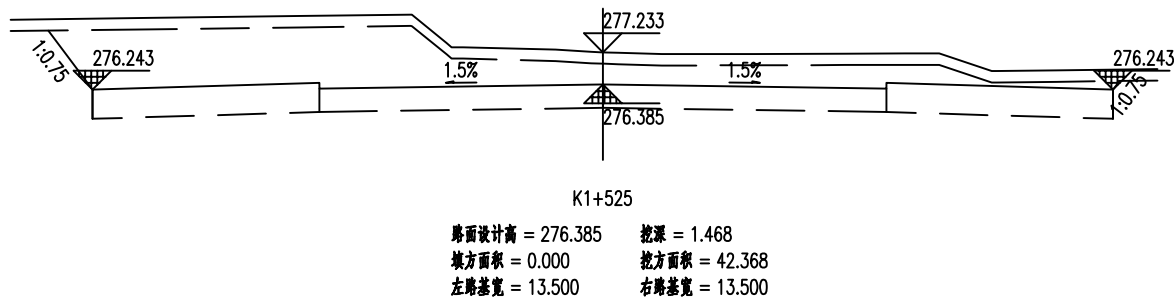 277.233
1:0.75
276.243
1.5%
1.5%
276.243
1:0.75
276.385
K1+525
路面设计高 = 276.385 挖深 = 1.468
填方面积 = 0.000 挖方面积 = 42.368
左路基宽 = 13.500 右路基宽 = 13.500